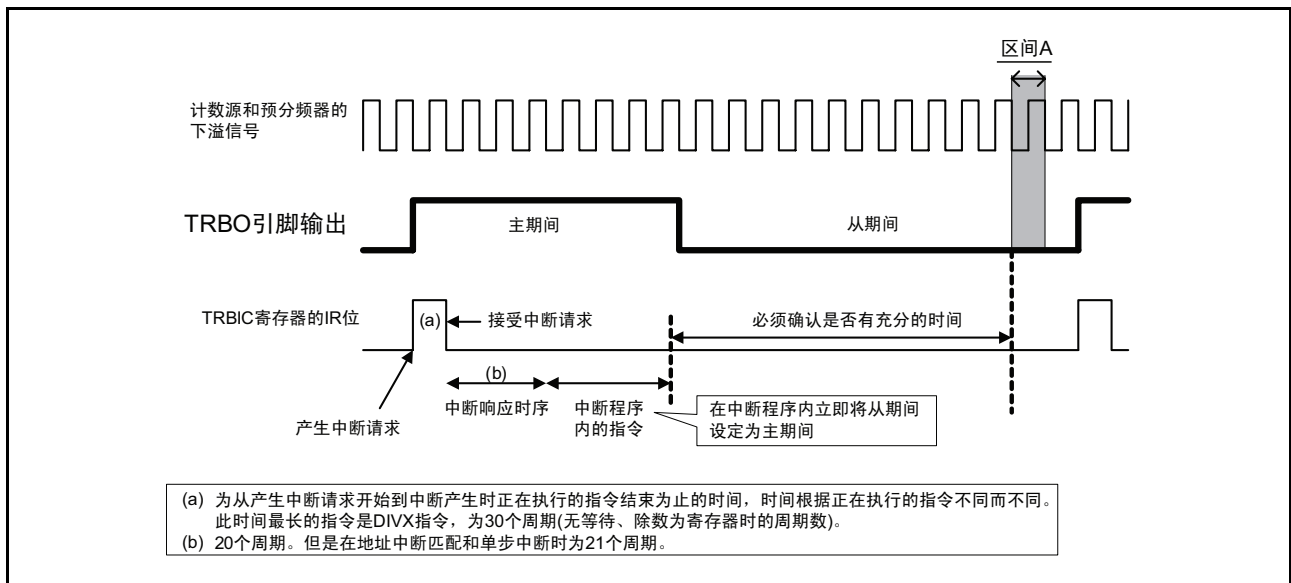 区间A
计数源和预分频器的
下溢信号
TRBO引脚输出
主期间
从期间
TRBIC寄存器的IR位
(a)
接受中断请求
必须确认是否有充分的时间
(b)
中断响应时序
中断程序
内的指令
在中断程序内立即将从期间
设定为主期间
产生中断请求
(a) 为从产生中断请求开始到中断产生时正在执行的指令结束为止的时间，时间根据正在执行的指令不同而不同。
此时间最长的指令是DIVX指令，为30个周期(无等待、除数为寄存器时的周期数)。
(b) 20个周期。但是在地址中断匹配和单步中断时为21个周期。